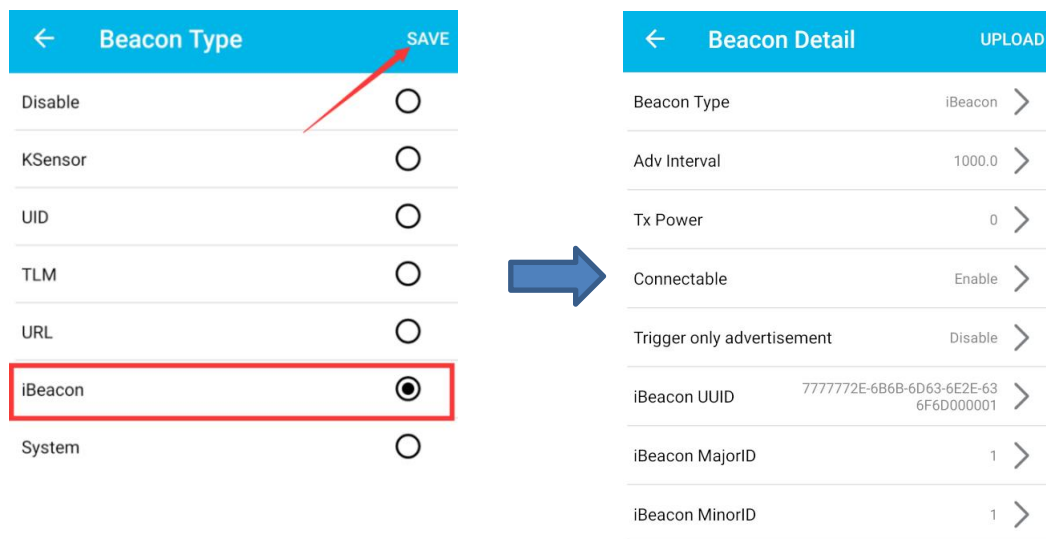 Beacon Type SAVE
Disable
KSensor
UID
TLM
URL
iBeacon
System
Beacon Detail UPLOAD
Beacon Type iBeacon
Adv Interval 1000.0
Tx Power 0
Connectable Enable
Trigger only advertisement Disable
iBeacon UUID 7777772E-6B6B-6D63-6E2E-63
6F6D000001
iBeacon MajorID 1
iBeacon MinorID 1